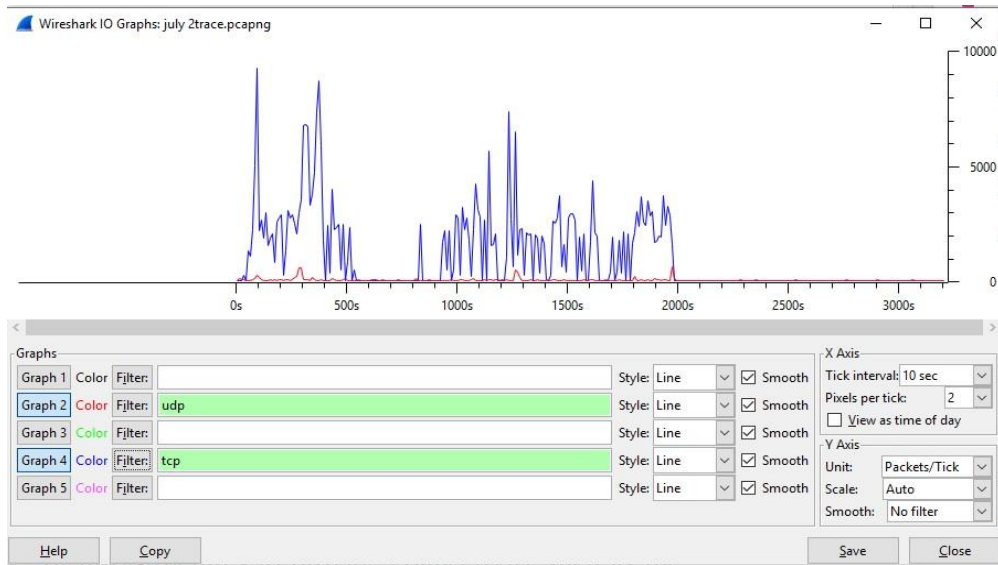 Wireshark IO Graphs: july 2trace.pcapng
10000
5000
0
0s 500s 1000s 1500s 2000s 2500s 3000s
Graphs
Graph 1 Color Filter: Style: Line Smooth
Graph 2 Color Filter: udp Style: Line Smooth
Graph 3 Color Filter: Style: Line Smooth
Graph 4 Color Filter: tcp Style: Line Smooth
Graph 5 Color Filter: Style: Line Smooth
X Axis
Tick interval: 10 sec
Pixels per tick: 2
View as time of day
Y Axis
Unit: Packets/Tick
Scale: Auto
Smooth: No filter
Help Copy Save Close